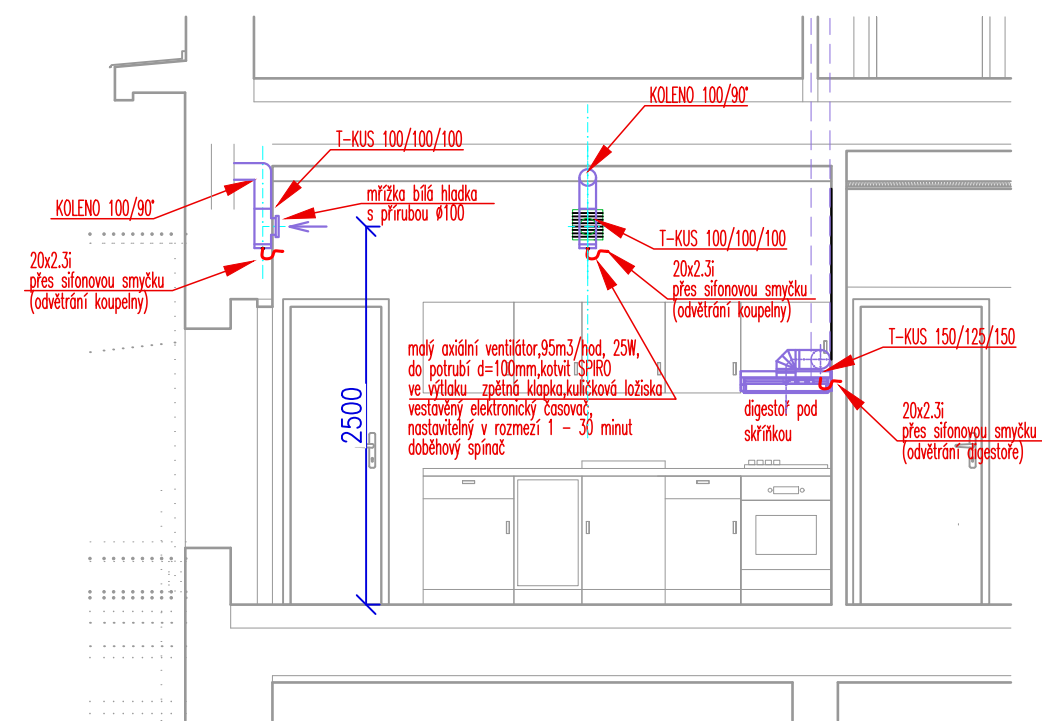 KOLENO 100/90°
T-KUS 100/100/100
mřížka bílá hladka
s přírubou Ø100
KOLENO 100/90°
T-KUS 100/100/100
20x2.3i
přes sifonovou smyčku
(odvětrání koupelny)
20x2.3i
přes sifonovou smyčku
(odvětrání koupelny)
malý axiální ventilátor,95m3/hod, 25W,
do potrubí d=100mm,kotvit SPIRO
ve výtlaku zpětná klapka,kuličková ložiska
vestavěný elektronický časovač,
nastavitelný v rozmezí 1 - 30 minut
doběhový spínač
2500
T-KUS 150/125/150
digestoř pod
skříňkou
20x2.3i
přes sifonovou smyčku
(odvětrání digestoře)